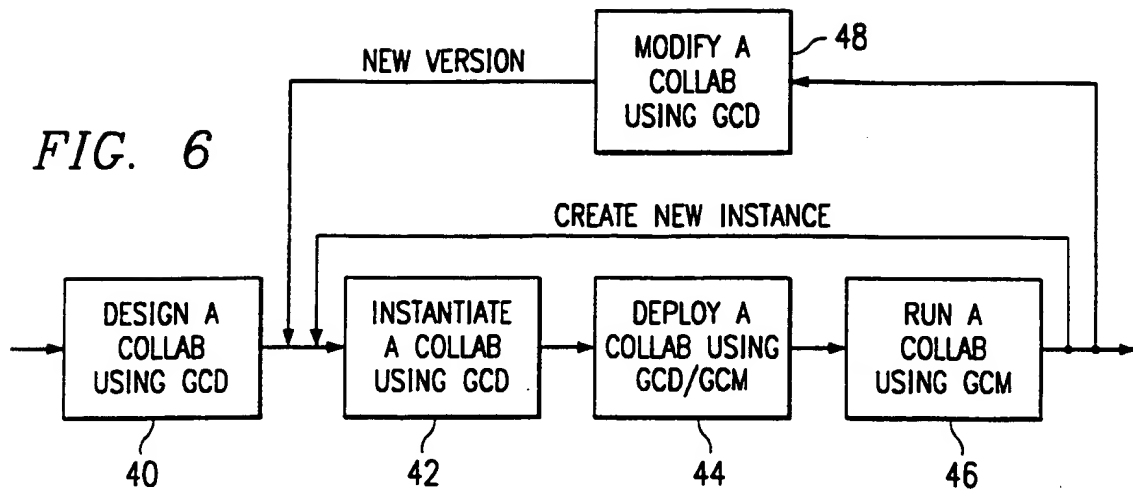 MODIFY A
COLLAB
USING GCD
48
NEW VERSION
FIG. 6
CREATE NEW INSTANCE
DESIGN A
COLLAB
USING GCD
INSTANTIATE
A COLLAB
USING GCD
DEPLOY A
COLLAB USING
GCD/GCM
RUN A
COLLAB
USING GCM
40
42
44
46